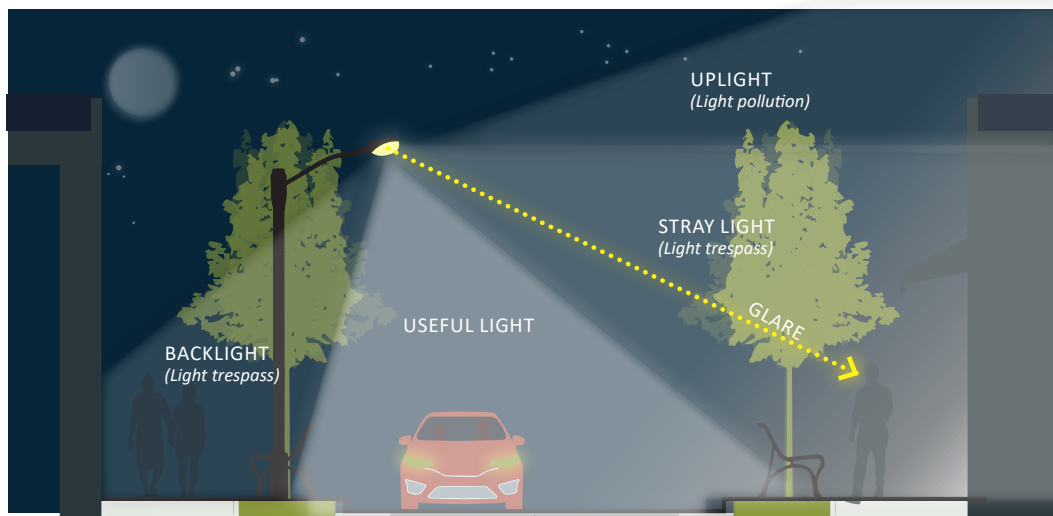 UPLIGHT
(Light pollution)
STRAY LIGHT
(Light trespass)
GLARE
USEFUL LIGHT
BACKLIGHT
(Light trespass)